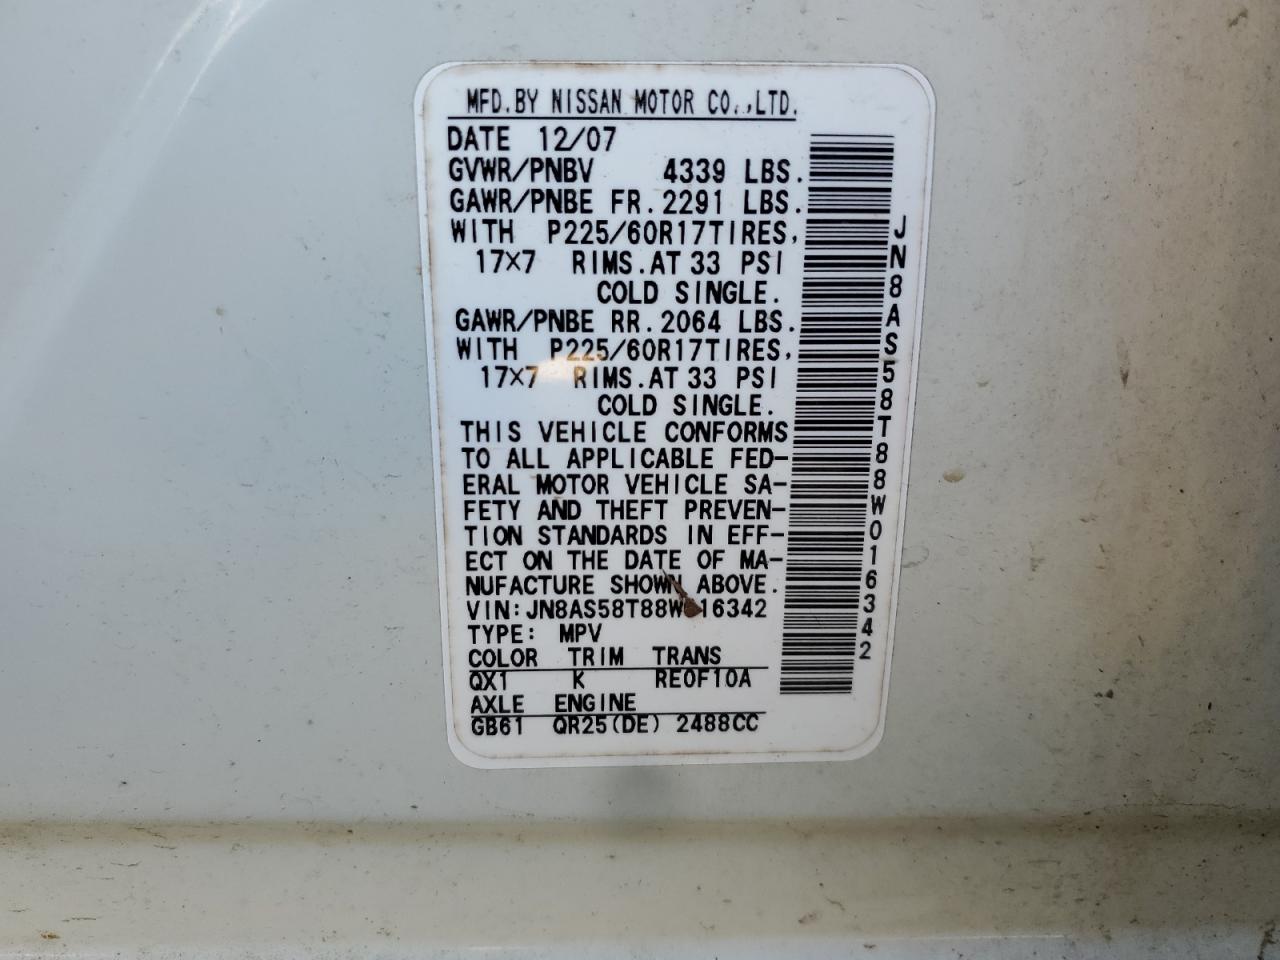 MFD.BY NISSAN MOTOR CO.,LTD.
DATE 12/07
GVWR/PNBV 4339 LBS.
GAWR/PNBE FR.2291 LBS.
WITH P225/60R17TIRES,
17×7 RIMS.AT 33 PSI
COLD SINGLE.
GAWR/PNBE RR.2064 LBS.
WITH P225/60R17TIRES,
17×7 RIMS.AT 33 PSI
COLD SINGLE.
THIS VEHICLE CONFORMS
TO ALL APPLICABLE FED-
ERAL MOTOR VEHICLE SA-
FETY AND THEFT PREVEN-
TION STANDARDS IN EFF-
ECT ON THE DATE OF MA-
NUFACTURE SHOWN ABOVE.
VIN:JN8AS58T88W016342
TYPE: MPV
COLOR TRIM TRANS
QX1 K RE0F10A
AXLE ENGINE
GB61 QR25(DE) 2488CC
JN8AS58T88W016342